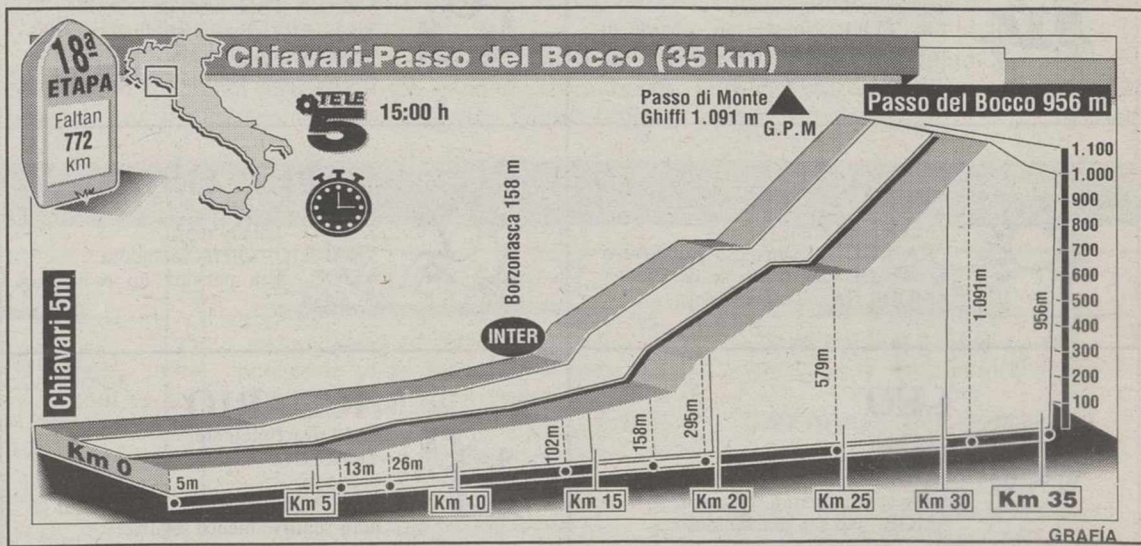 18ª
ETAPA
Faltan
772
km
Chiavari-Passo del Bocco (35 km)
TELE
5
15:00 h
Passo di Monte
Ghiffi 1.091 m
G.P.M
Passo del Bocco 956 m
Borzonasca 158 m
INTER
Chiavari 5m
1.100
1.000
900
800
700
600
500
400
300
200
100
Km 0
5m
13m
26m
102m
158m
295m
579m
1.091m
956m
Km 5
Km 10
Km 15
Km 20
Km 25
Km 30
Km 35
GRAFÍA